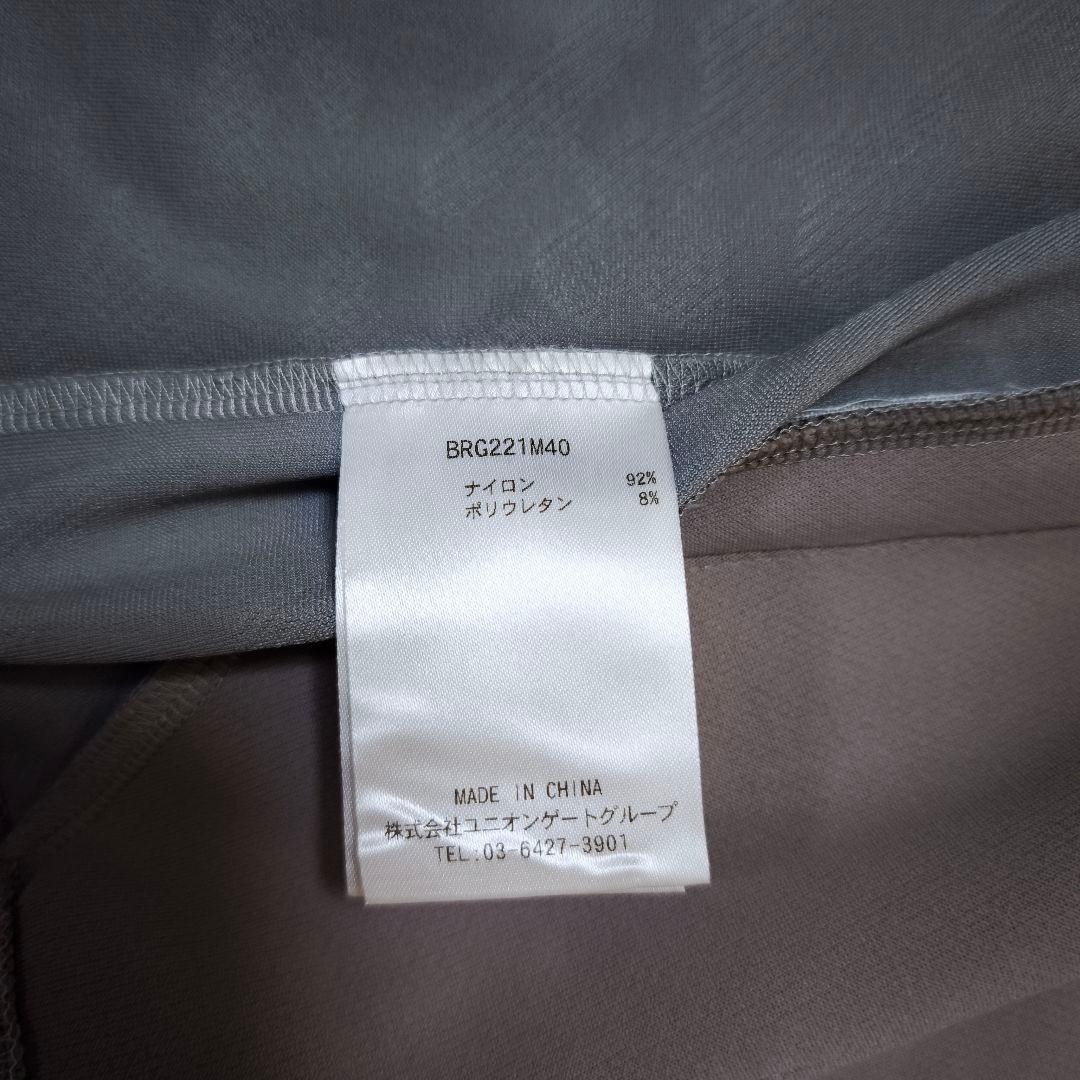 BRG221M40
ナイロン 92%
ポリウレタン 8%
MADE IN CHINA
株式会社ユニオンゲートグループ
TEL:03-6427-3901